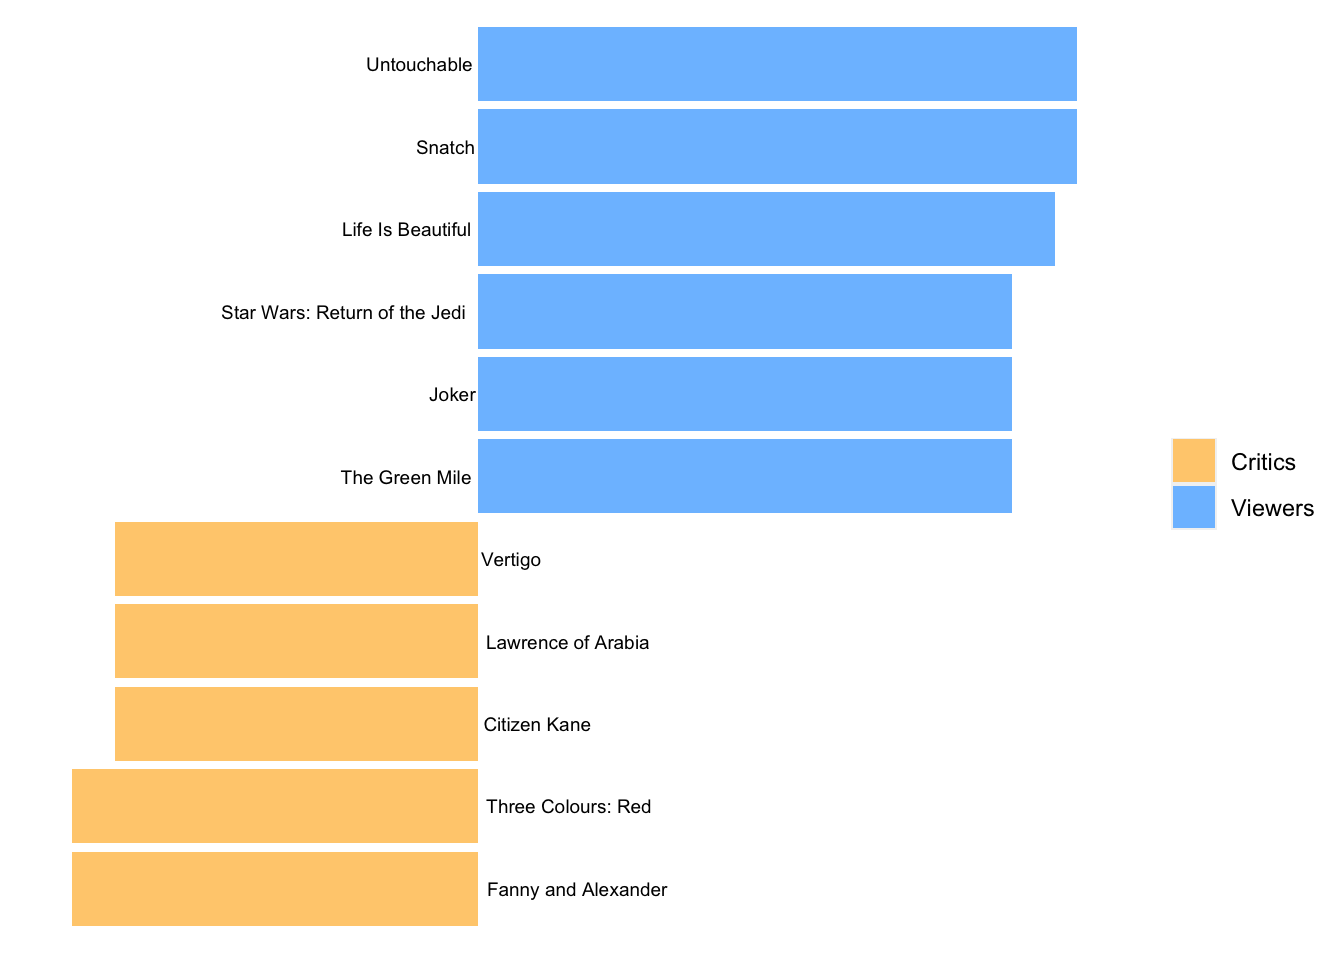 Untouchable
Snatch
Life Is Beautiful
Star Wars: Return of the Jedi
Joker
The Green Mile
Critics
Viewers
Vertigo
Lawrence of Arabia
Citizen Kane
Three Colours: Red
Fanny and Alexander